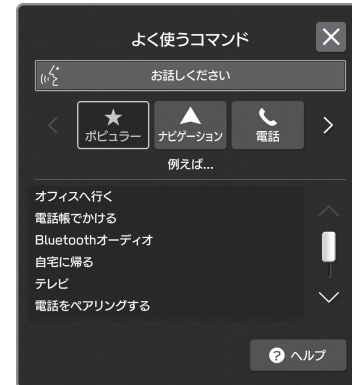 よく使うコマンド
お話しください
ポピュラー
ナビゲーション
電話
例えば...
オフィスへ行く
電話帳でかける
Bluetoothオーディオ
自宅に帰る
テレビ
電話をペアリングする
? ヘルプ